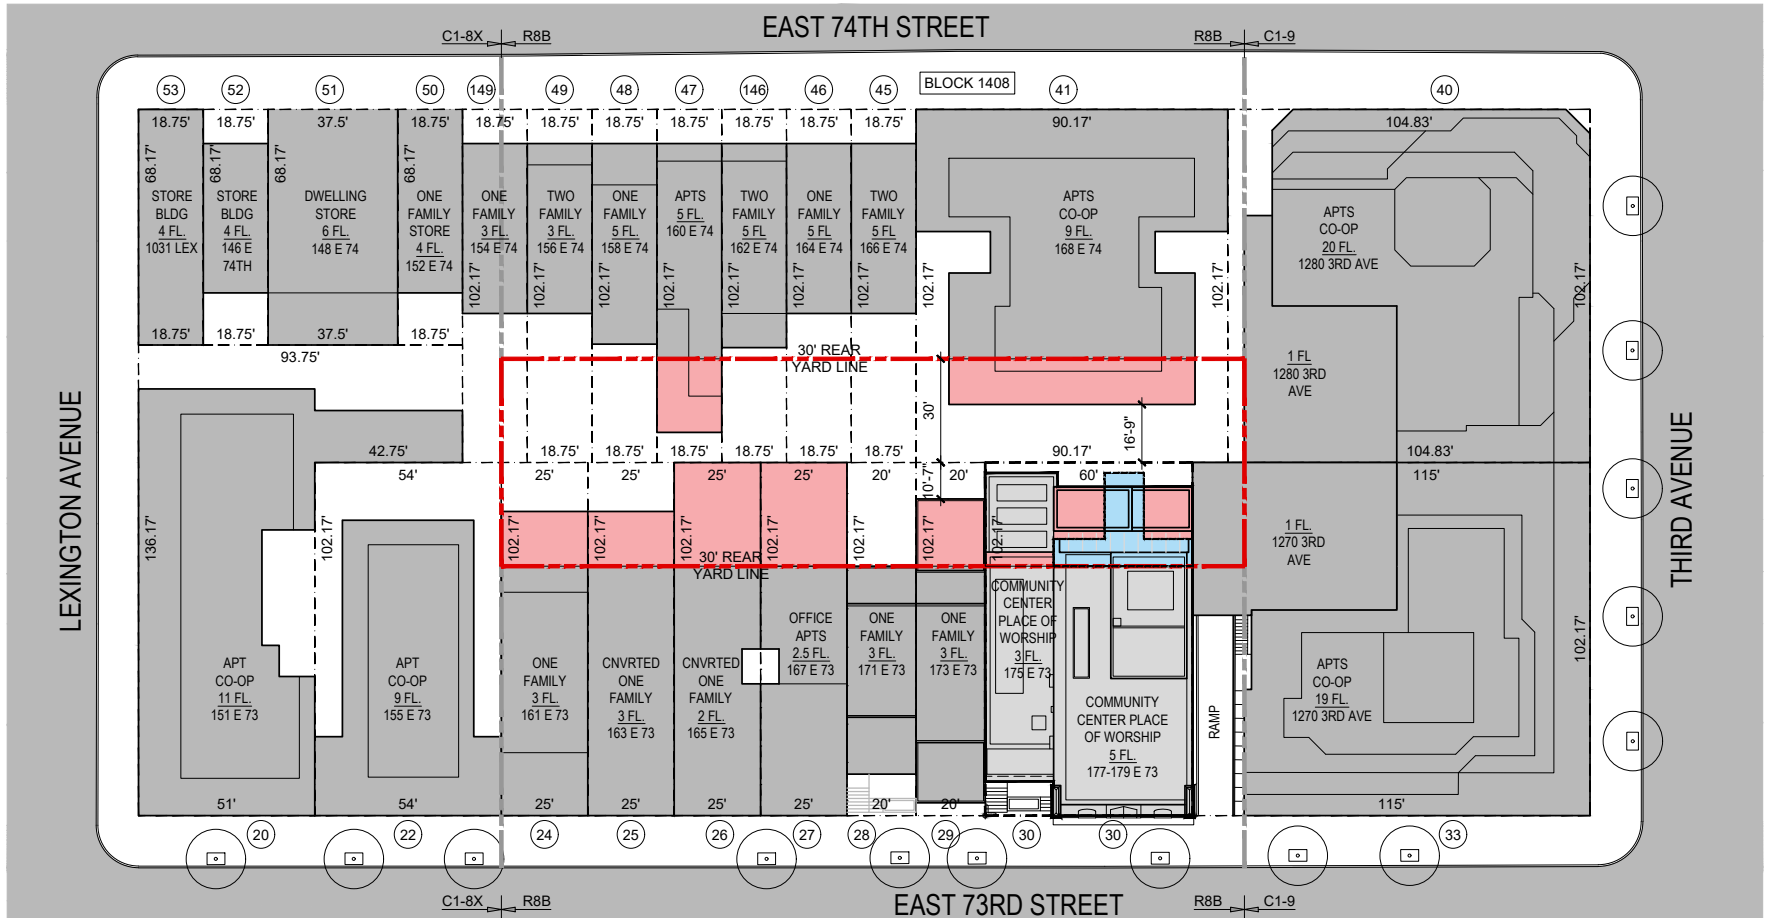 EAST 74TH STREET
C1-8X
R8B
R8B
C1-9
53
52
51
50
149
49
48
47
146
46
45
BLOCK 1408
41
40
18.75'
18.75'
37.5'
18.75'
18.75'
18.75'
18.75'
18.75'
18.75'
18.75'
18.75'
90.17'
104.83'
68.17'
68.17'
68.17'
68.17'
STORE
BLDG
4 FL.
1031 LEX
STORE
BLDG
4 FL.
146 E
74TH
DWELLING
STORE
6 FL.
148 E 74
ONE
FAMILY
STORE
4 FL.
152 E 74
ONE
FAMILY
3 FL.
154 E 74
TWO
FAMILY
3 FL.
156 E 74
ONE
FAMILY
5 FL.
158 E 74
APTS
5 FL.
160 E 74
TWO
FAMILY
5 FL
162 E 74
ONE
FAMILY
5 FL
164 E 74
TWO
FAMILY
5 FL
166 E 74
APTS
CO-OP
9 FL.
168 E 74
APTS
CO-OP
20 FL.
1280 3RD AVE
102.17'
102.17'
102.17'
102.17'
102.17'
102.17'
102.17'
102.17'
102.17'
102.17'
18.75'
18.75'
37.5'
18.75'
93.75'
30' REAR
YARD LINE
1 FL
1280 3RD
AVE
LEXINGTON AVENUE
THIRD AVENUE
30'
16'-9"
42.75'
18.75'
18.75'
18.75'
18.75'
18.75'
18.75'
90.17'
104.83'
54'
25'
25'
25'
25'
20'
20'
60'
115'
10'-7"
136.17'
102.17'
102.17'
102.17'
102.17'
102.17'
102.17'
102.17'
102.17'
102.17'
30' REAR
YARD LINE
1 FL.
1270 3RD
AVE
APT
CO-OP
11 FL.
151 E 73
APT
CO-OP
9 FL.
155 E 73
ONE
FAMILY
3 FL.
161 E 73
CNVRTED
ONE
FAMILY
3 FL.
163 E 73
CNVRTED
ONE
FAMILY
2 FL.
165 E 73
OFFICE
APTS
2.5 FL.
167 E 73
ONE
FAMILY
3 FL.
171 E 73
ONE
FAMILY
3 FL.
173 E 73
COMMUNITY
CENTER
PLACE OF
WORSHIP
3 FL.
175 E 73
COMMUNITY
CENTER PLACE
OF WORSHIP
5 FL.
177-179 E 73
RAMP
APTS
CO-OP
19 FL.
1270 3RD AVE
51'
54'
25'
25'
25'
25'
20'
20'
115'
20
22
24
25
26
27
28
29
30
30
33
C1-8X
R8B
EAST 73RD STREET
R8B
C1-9